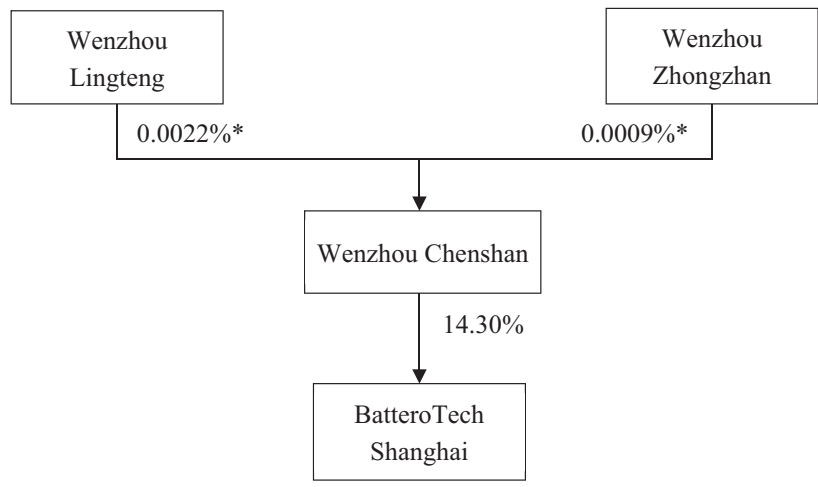 Wenzhou
Lingteng
Wenzhou
Zhongzhan
0.0022%*
0.0009%*
Wenzhou Chenshan
14.30%
BatteroTech
Shanghai